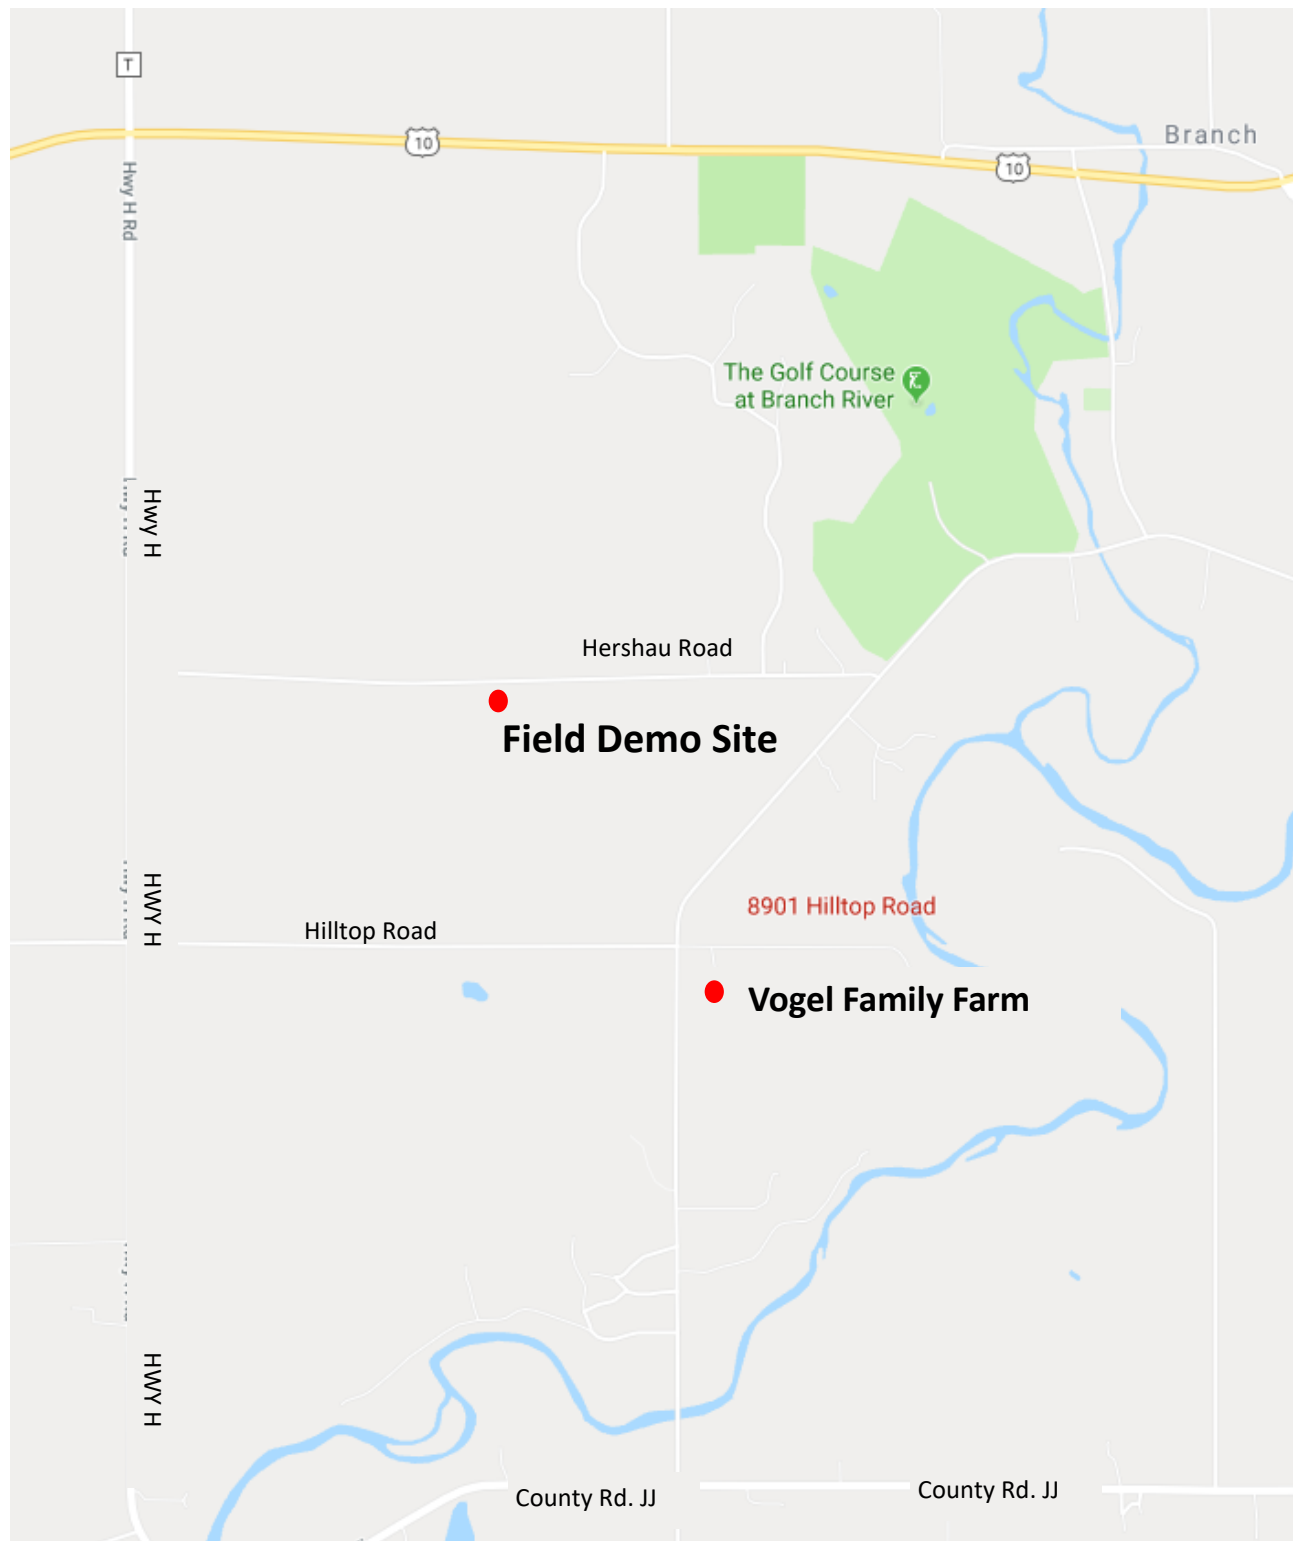 T
10
Branch
10
Hwy H Rd
The Golf Course
at Branch River
Hwy H
Hershau Road
Field Demo Site
HWY H
8901 Hilltop Road
Hilltop Road
Vogel Family Farm
HWY H
County Rd. JJ
County Rd. JJ